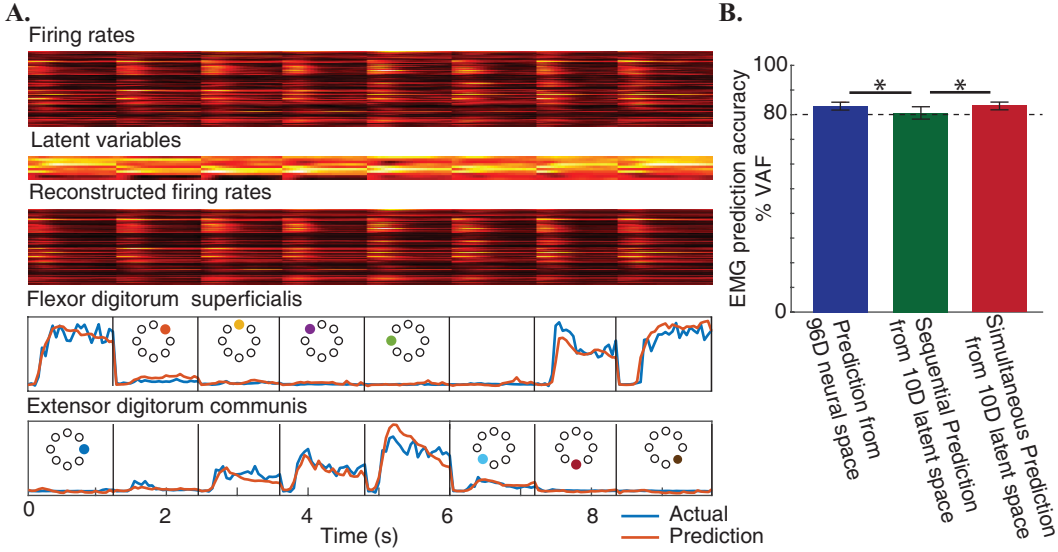 A.
Firing rates
Latent variables
Reconstructed firing rates
Flexor digitorum superficialis
Extensor digitorum communis
0
2
4
6
8
Time (s)
Actual
Prediction
B.
EMG prediction accuracy
% VAF
100
80
0
*
*
Prediction from
96D neural space
Sequential Prediction
from 10D latent space
Simultaneous Prediction
from 10D latent space